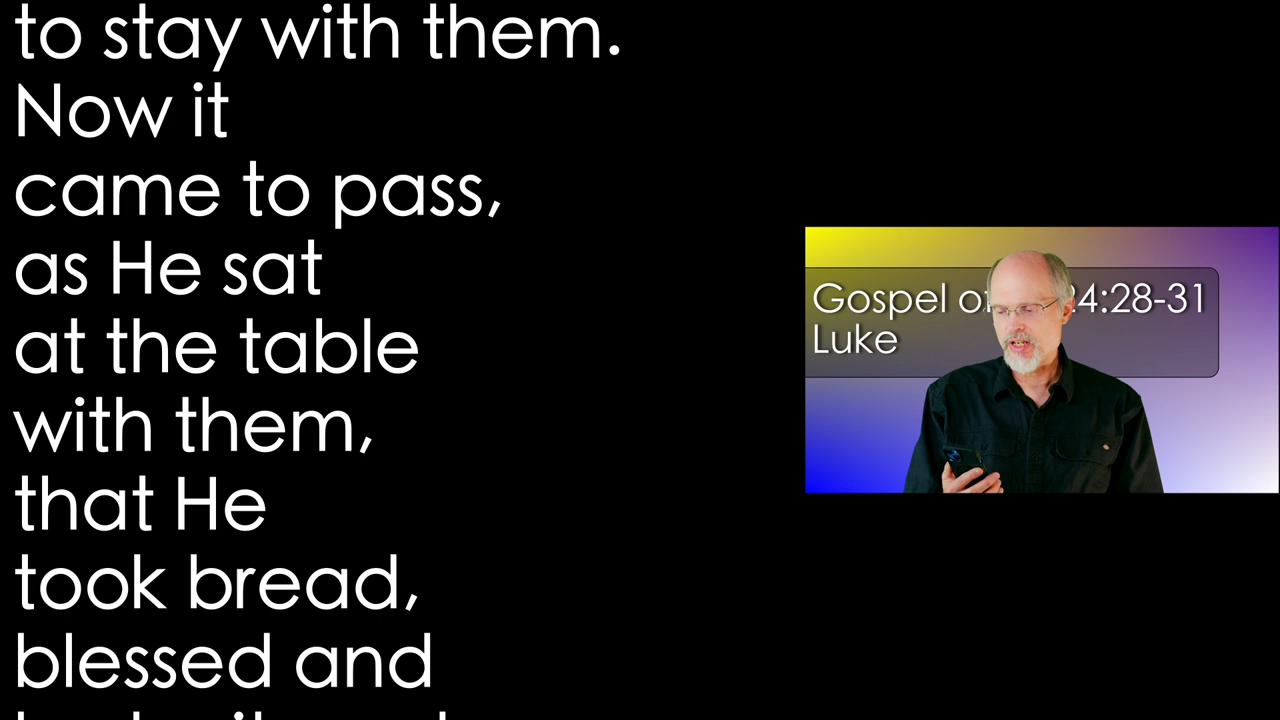 to stay with them.
Now it
came to pass,
as He sat
at the table
with them,
that He
took bread,
blessed and
Gospel of 24:28-31
Luke